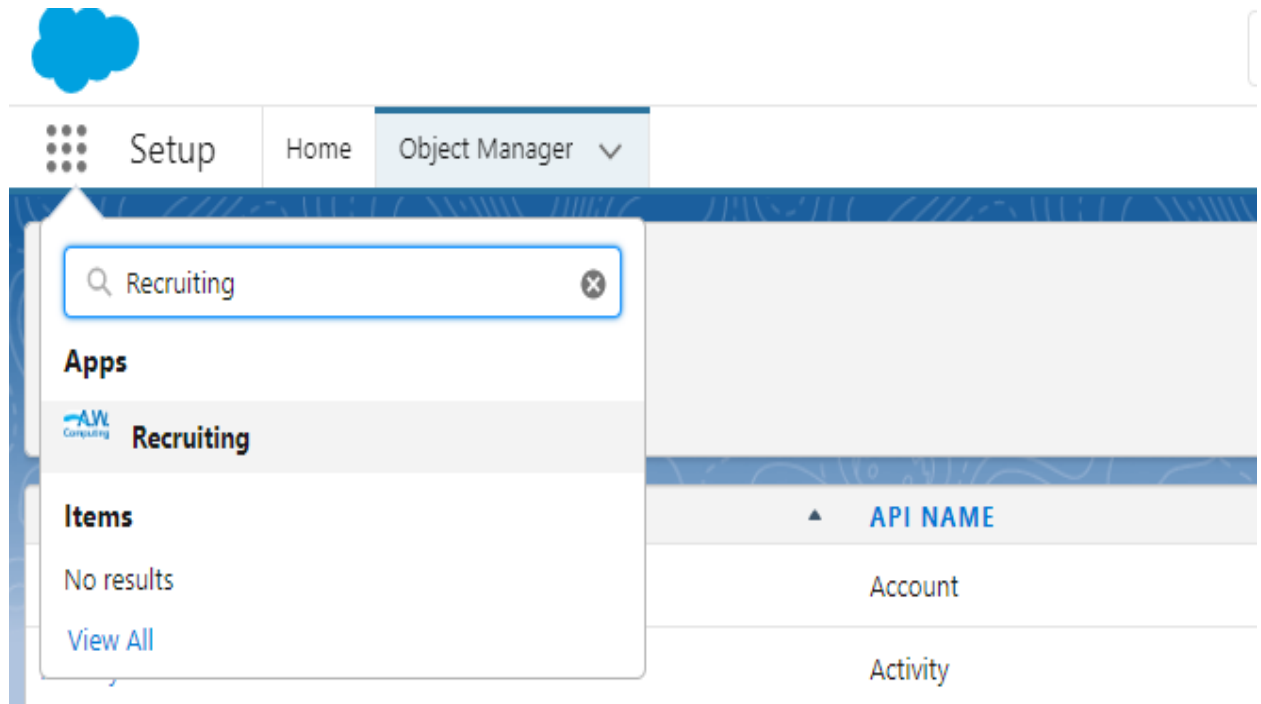 Setup Home Object Manager
Recruiting
Apps
A.W. Computing
Recruiting
Items
API NAME
No results
Account
View All
Activity